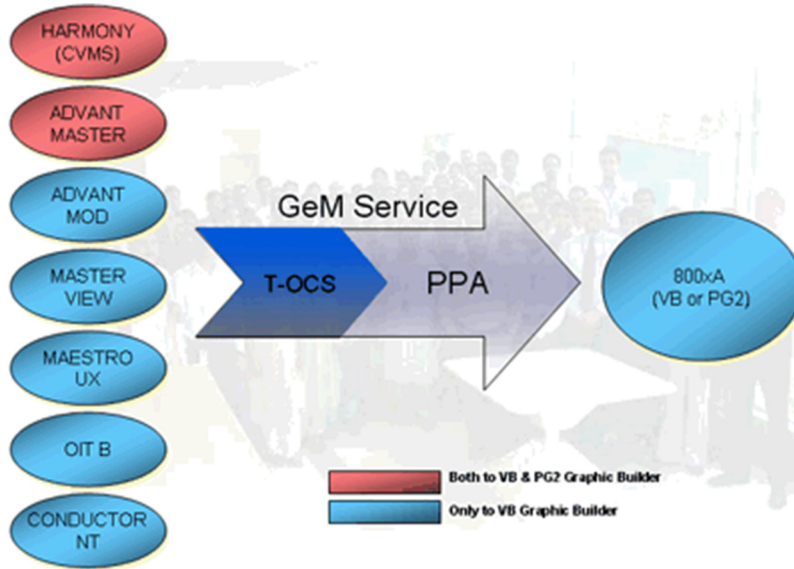 HARMONY
(CVMS)
ADVANT
MASTER
ADVANT
MOD
MASTER
VIEW
MAESTRO
UX
OIT B
CONDUCTOR
NT
GeM Service
T-OCS
PPA
800xA
(VB or PG2)
Both to VB & PG2 Graphic Builder
Only to VB Graphic Builder